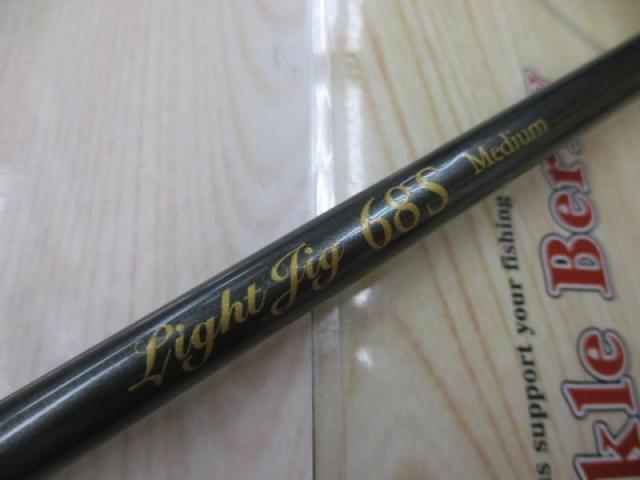 Light Jig 68S Medium
kle Ber
s support your fishing